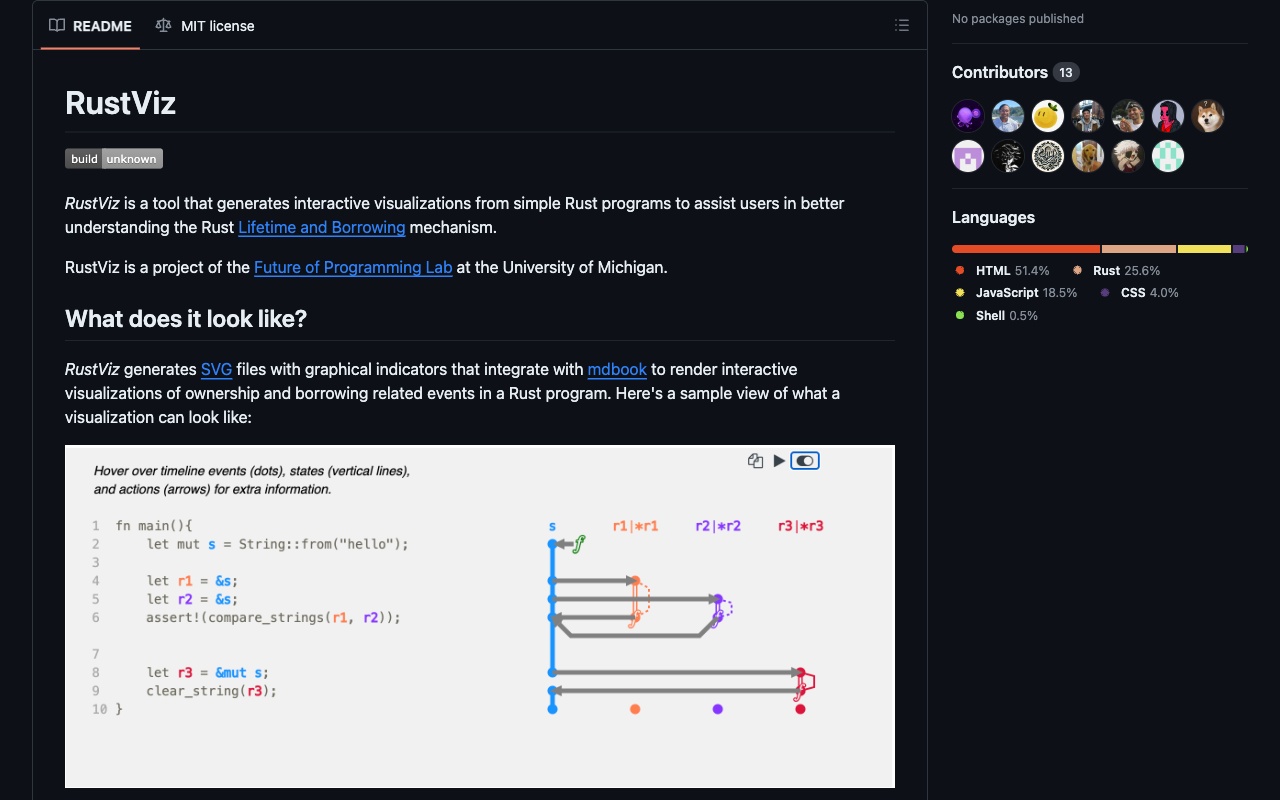 README
MIT license
RustViz
build unknown
RustViz is a tool that generates interactive visualizations from simple Rust programs to assist users in better
understanding the Rust Lifetime and Borrowing mechanism.
RustViz is a project of the Future of Programming Lab at the University of Michigan.
What does it look like?
RustViz generates SVG files with graphical indicators that integrate with mdbook to render interactive
visualizations of ownership and borrowing related events in a Rust program. Here's a sample view of what a
visualization can look like:
Hover over timeline events (dots), states (vertical lines),
and actions (arrows) for extra information.
s r1|*r1 r2|*r2 r3|*r3
1 fn main(){
2 let mut s = String::from("hello");
3
4 let r1 = &s;
5 let r2 = &s;
6 assert!(compare_strings(r1, r2));
7
8 let r3 = &mut s;
9 clear_string(r3);
10 }
No packages published
Contributors 13
Languages
HTML 51.4% Rust 25.6%
JavaScript 18.5% CSS 4.0%
Shell 0.5%